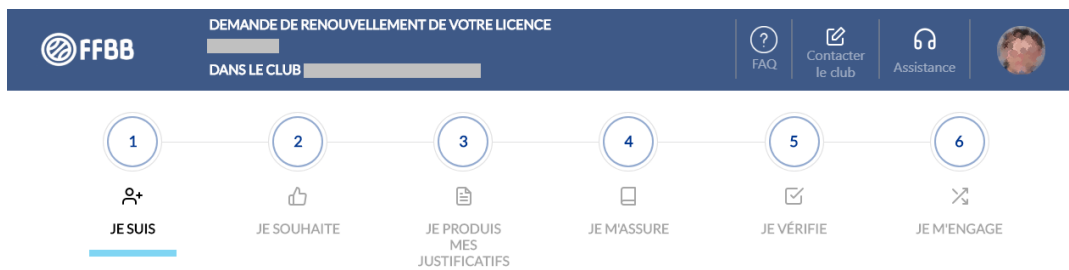 FFBB
DEMANDE DE RENOUVELLEMENT DE VOTRE LICENCE
DANS LE CLUB
?
FAQ
Contacter
le club
Assistance
1
2
3
4
5
6
JE SUIS
JE SOUHAITE
JE PRODUIS
MES
JUSTIFICATIFS
JE M'ASSURE
JE VÉRIFIE
JE M'ENGAGE